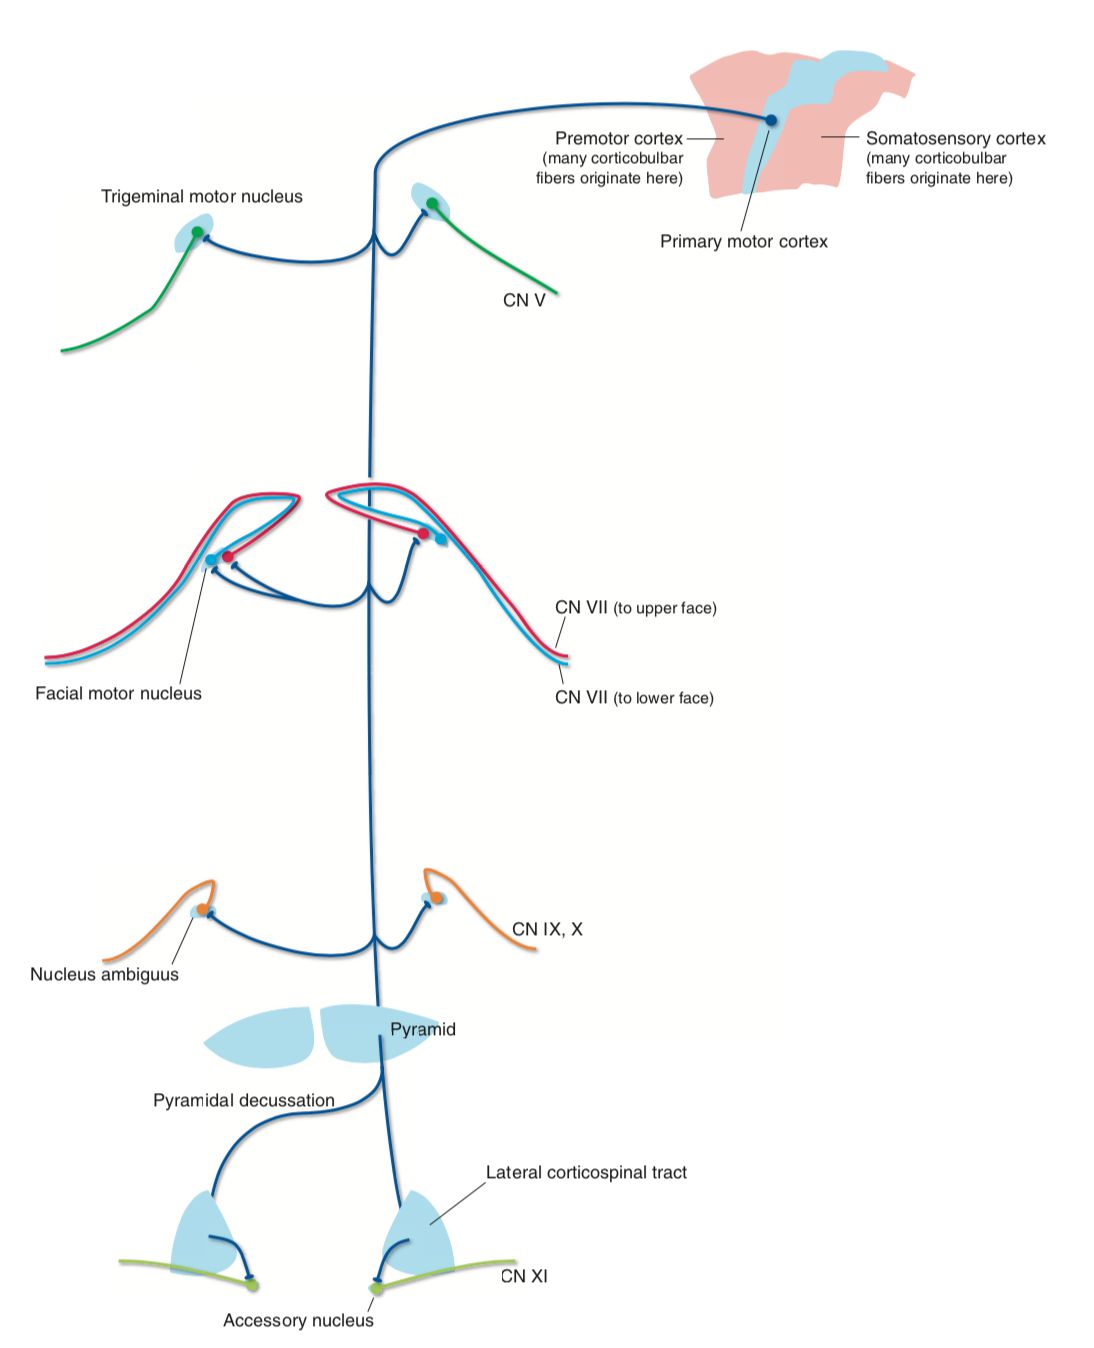 Premotor cortex
(many corticobulbar
fibers originate here)
Somatosensory cortex
(many corticobulbar
fibers originate here)
Primary motor cortex
Trigeminal motor nucleus
CN V
CN VII (to upper face)
Facial motor nucleus
CN VII (to lower face)
CN IX, X
Nucleus ambiguus
Pyramid
Pyramidal decussation
Lateral corticospinal tract
CN XI
Accessory nucleus